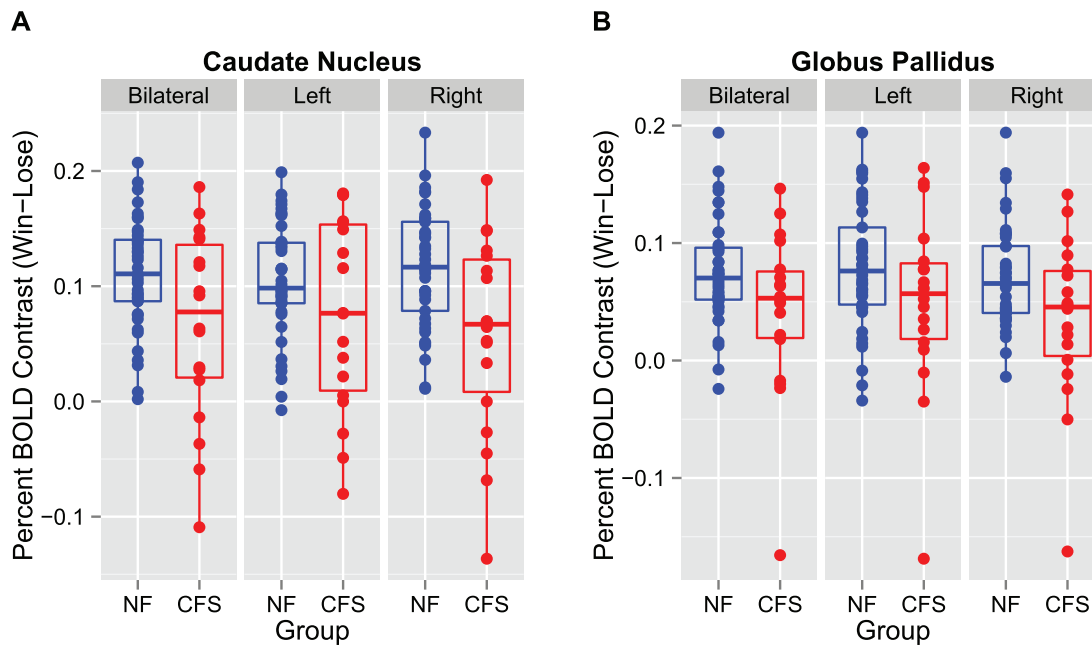 A
Caudate Nucleus
Bilateral Left Right
Percent BOLD Contrast (Win−Lose)
0.2
0.1
0.0
−0.1
NF CFS NF CFS NF CFS
Group
B
Globus Pallidus
Bilateral Left Right
Percent BOLD Contrast (Win−Lose)
0.2
0.1
0.0
−0.1
NF CFS NF CFS NF CFS
Group